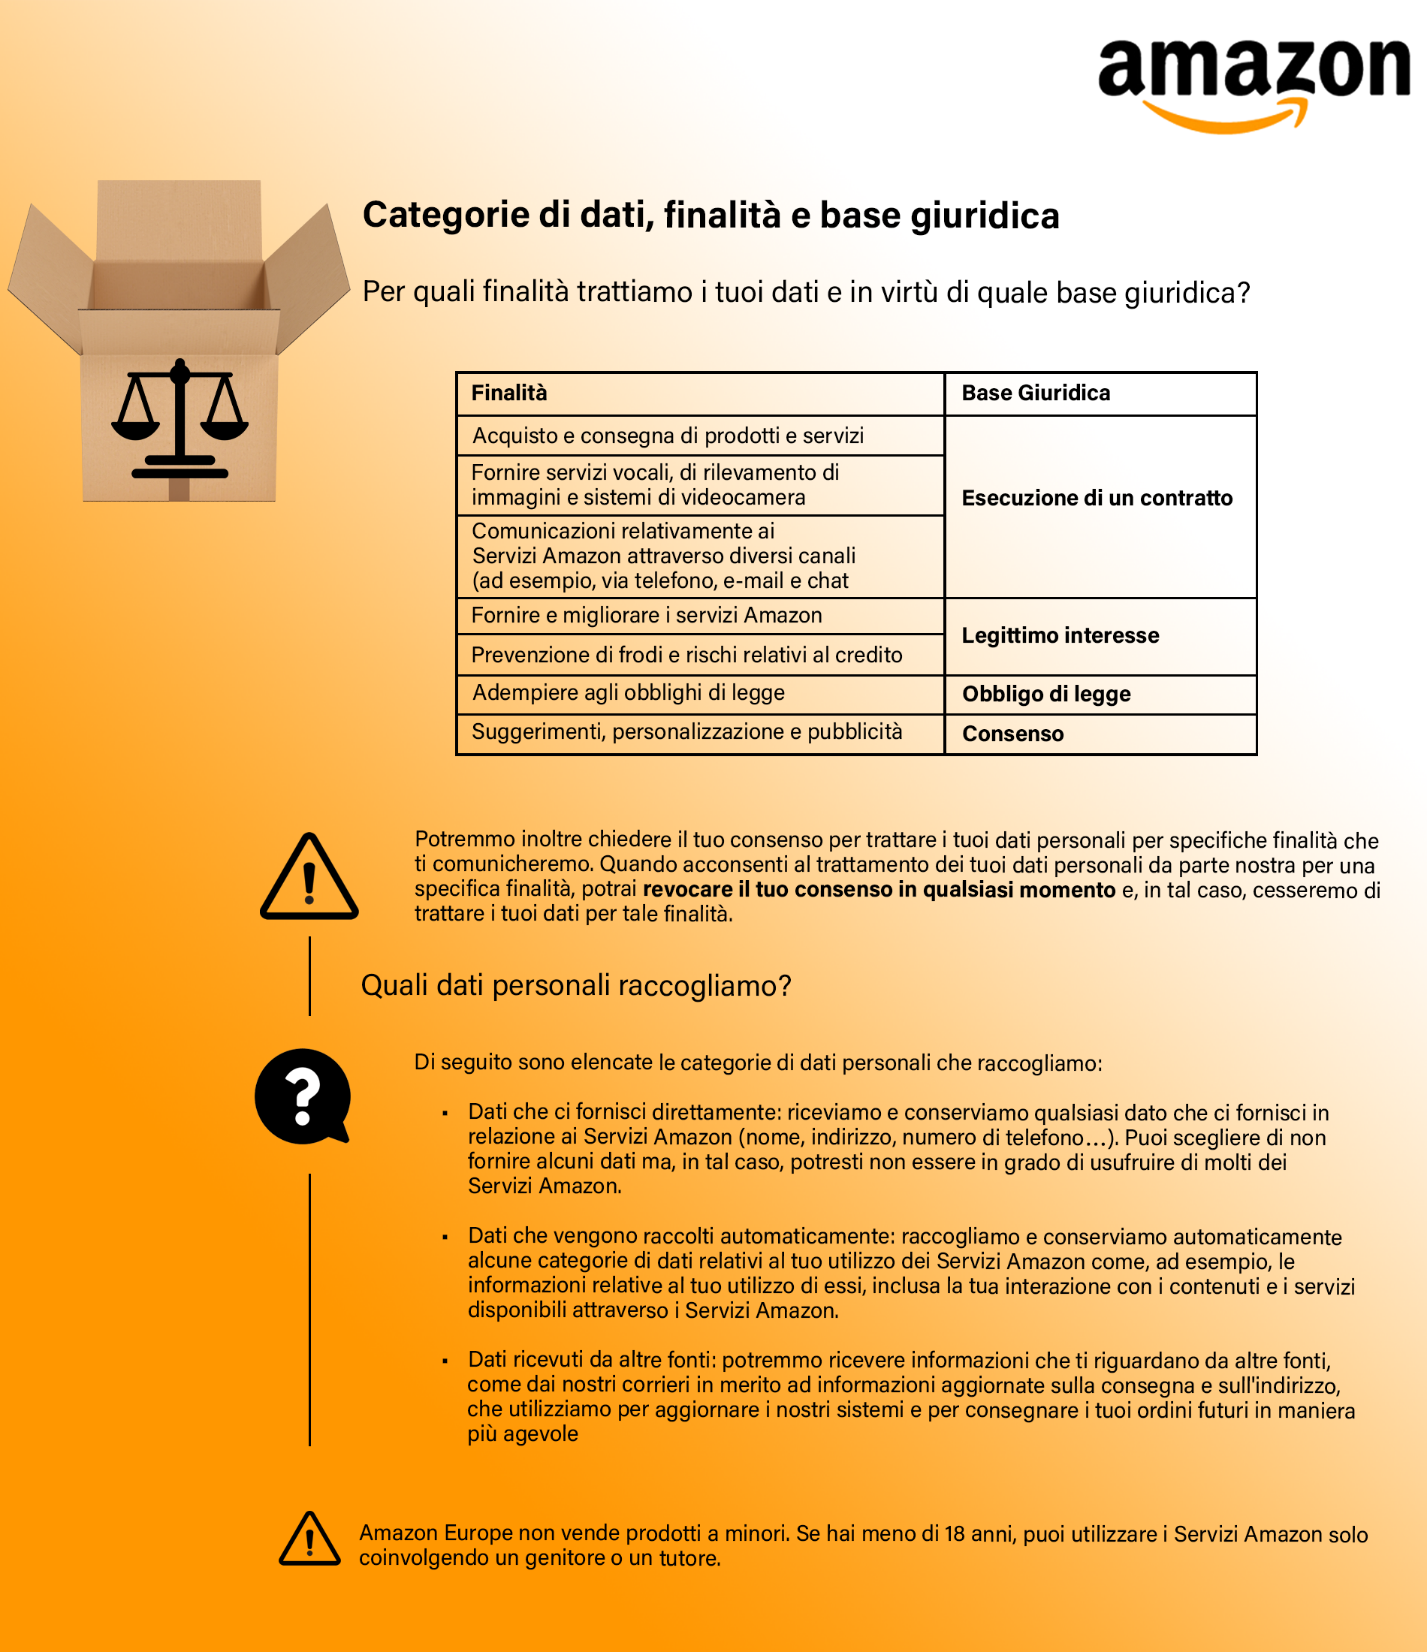 amazon
Categorie di dati, finalità e base giuridica
Per quali finalità trattiamo i tuoi dati e in virtù di quale base giuridica?
Finalità
Base Giuridica
Acquisto e consegna di prodotti e servizi
Fornire servizi vocali, di rilevamento di
immagini e sistemi di videocamera
Esecuzione di un contratto
Comunicazioni relativamente ai
Servizi Amazon attraverso diversi canali
(ad esempio, via telefono, e-mail e chat
Fornire e migliorare i servizi Amazon
Legittimo interesse
Prevenzione di frodi e rischi relativi al credito
Adempiere agli obblighi di legge
Obbligo di legge
Suggerimenti, personalizzazione e pubblicità
Consenso
Potremmo inoltre chiedere il tuo consenso per trattare i tuoi dati personali per specifiche finalità che
ti comunicheremo. Quando acconsenti al trattamento dei tuoi dati personali da parte nostra per una
specifica finalità, potrai revocare il tuo consenso in qualsiasi momento e, in tal caso, cesseremo di
trattare i tuoi dati per tale finalità.
Quali dati personali raccogliamo?
Di seguito sono elencate le categorie di dati personali che raccogliamo:
▪ Dati che ci fornisci direttamente: riceviamo e conserviamo qualsiasi dato che ci fornisci in
relazione ai Servizi Amazon (nome, indirizzo, numero di telefono…). Puoi scegliere di non
fornire alcuni dati ma, in tal caso, potresti non essere in grado di usufruire di molti dei
Servizi Amazon.
▪ Dati che vengono raccolti automaticamente: raccogliamo e conserviamo automaticamente
alcune categorie di dati relativi al tuo utilizzo dei Servizi Amazon come, ad esempio, le
informazioni relative al tuo utilizzo di essi, inclusa la tua interazione con i contenuti e i servizi
disponibili attraverso i Servizi Amazon.
▪ Dati ricevuti da altre fonti: potremmo ricevere informazioni che ti riguardano da altre fonti,
come dai nostri corrieri in merito ad informazioni aggiornate sulla consegna e sull'indirizzo,
che utilizziamo per aggiornare i nostri sistemi e per consegnare i tuoi ordini futuri in maniera
più agevole
Amazon Europe non vende prodotti a minori. Se hai meno di 18 anni, puoi utilizzare i Servizi Amazon solo
coinvolgendo un genitore o un tutore.